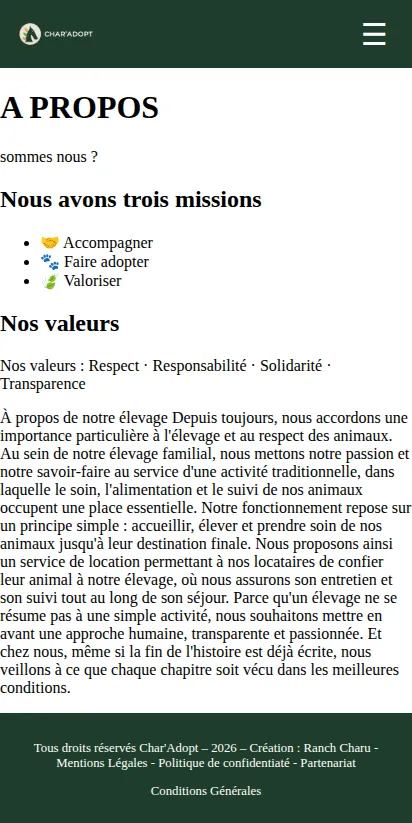 CHAR'ADOPT
☰
A PROPOS
sommes nous ?
Nous avons trois missions
• 🤝 Accompagner
• 🐾 Faire adopter
• 🍃 Valoriser
Nos valeurs
Nos valeurs : Respect · Responsabilité · Solidarité ·
Transparence
À propos de notre élevage Depuis toujours, nous accordons une
importance particulière à l'élevage et au respect des animaux.
Au sein de notre élevage familial, nous mettons notre passion et
notre savoir-faire au service d'une activité traditionnelle, dans
laquelle le soin, l'alimentation et le suivi de nos animaux
occupent une place essentielle. Notre fonctionnement repose sur
un principe simple : accueillir, élever et prendre soin de nos
animaux jusqu'à leur destination finale. Nous proposons ainsi
un service de location permettant à nos locataires de confier
leur animal à notre élevage, où nous assurons son entretien et
son suivi tout au long de son séjour. Parce qu'un élevage ne se
résume pas à une simple activité, nous souhaitons mettre en
avant une approche humaine, transparente et passionnée. Et
chez nous, même si la fin de l'histoire est déjà écrite, nous
veillons à ce que chaque chapitre soit vécu dans les meilleures
conditions.
Tous droits réservés Char'Adopt – 2026 – Création : Ranch Charu -
Mentions Légales - Politique de confidentiaté - Partenariat
Conditions Générales